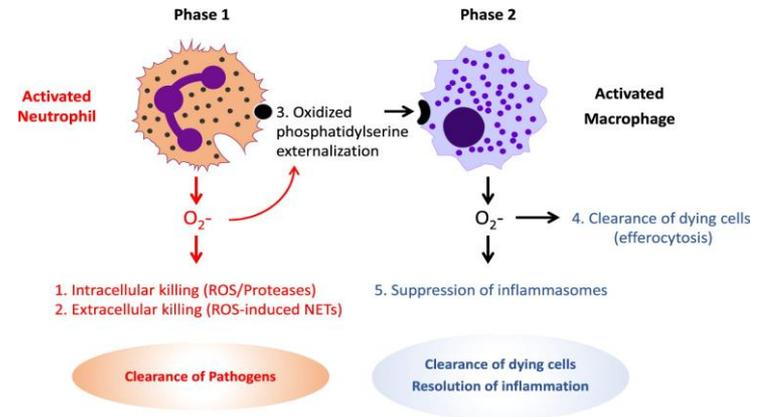 Phase 1
Phase 2
Activated
Neutrophil
3. Oxidized
phosphatidylserine
externalization
Activated
Macrophage
O₂-
O₂-
4. Clearance of dying cells
(efferocytosis)
1. Intracellular killing (ROS/Proteases)
2. Extracellular killing (ROS-induced NETs)
5. Suppression of inflammasomes
Clearance of Pathogens
Clearance of dying cells
Resolution of inflammation